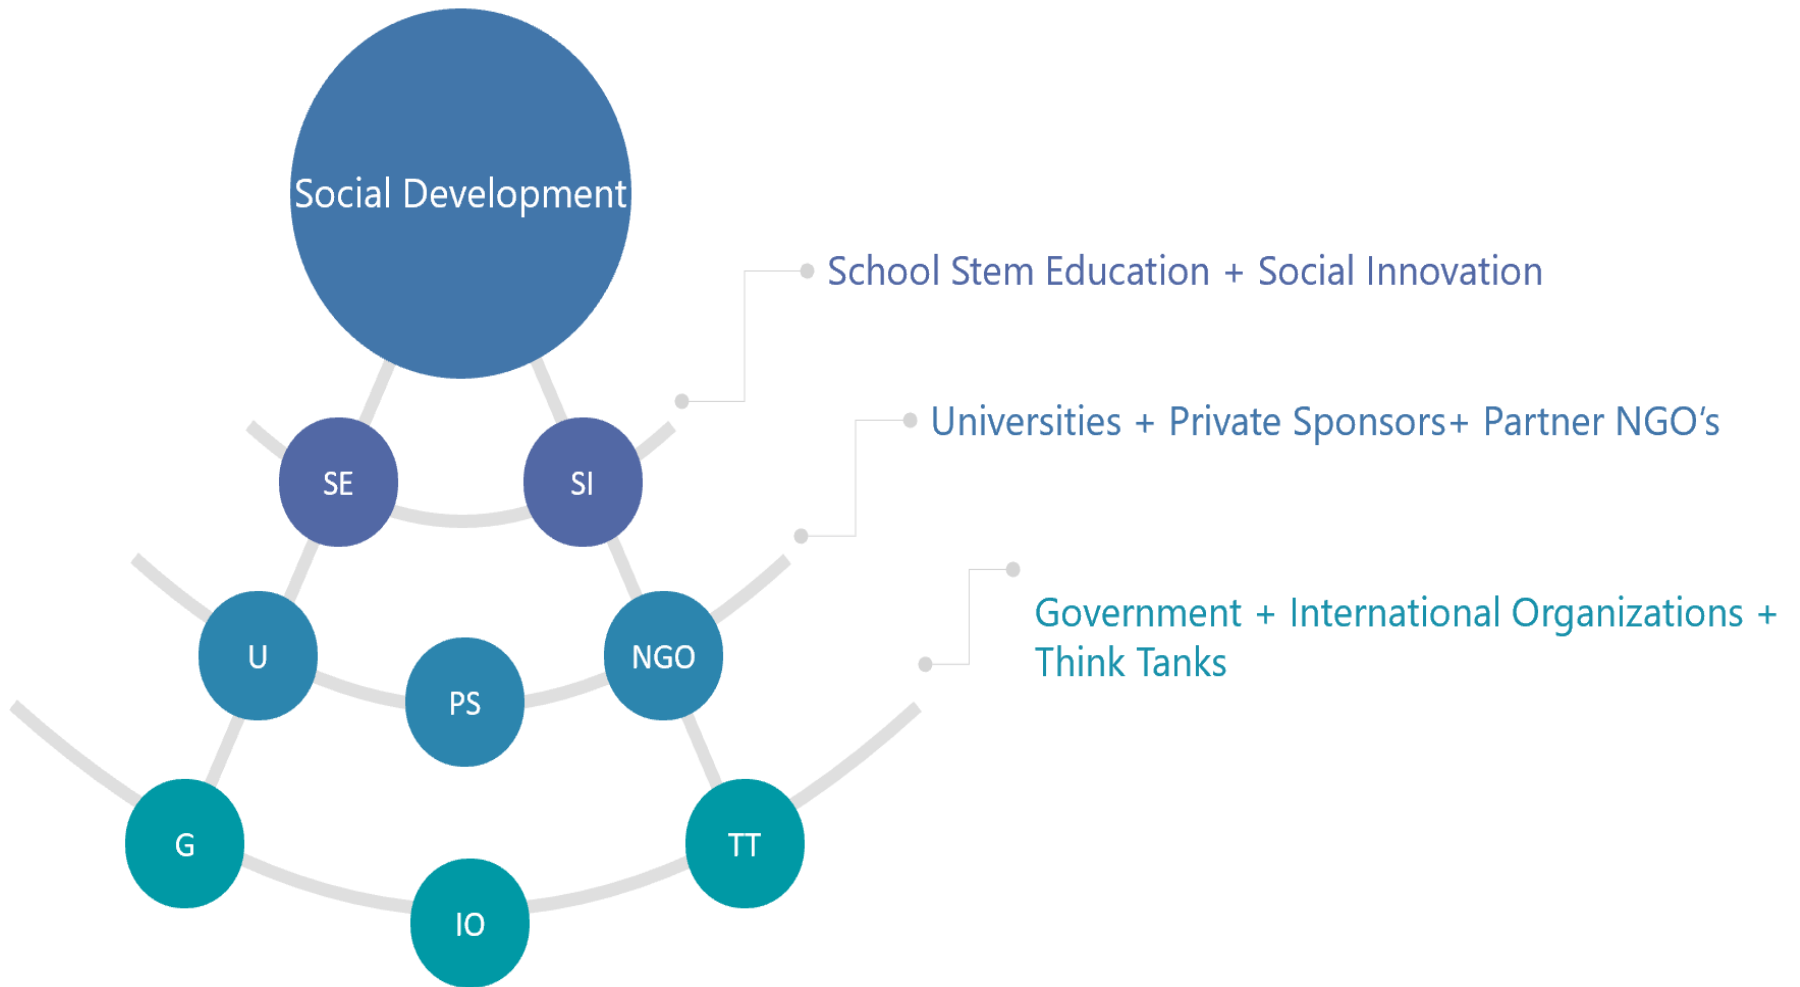 Social Development
School Stem Education + Social Innovation
Universities + Private Sponsors+ Partner NGO’s
SE
SI
Government + International Organizations +
Think Tanks
U
PS
NGO
G
IO
TT